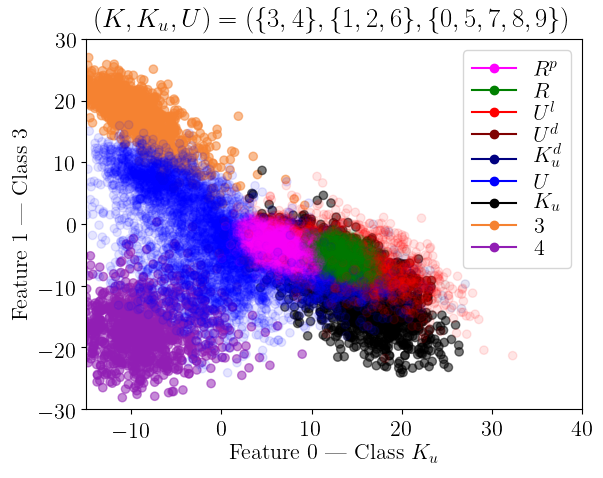 (K, K_u, U) = ({3, 4}, {1, 2, 6}, {0, 5, 7, 8, 9})
30
20
10
0
−10
−20
−30
Feature 1 — Class 3
R^p
R
U^l
U^d
K_u^d
U
K_u
3
4
−10
0
10
20
30
40
Feature 0 — Class K_u